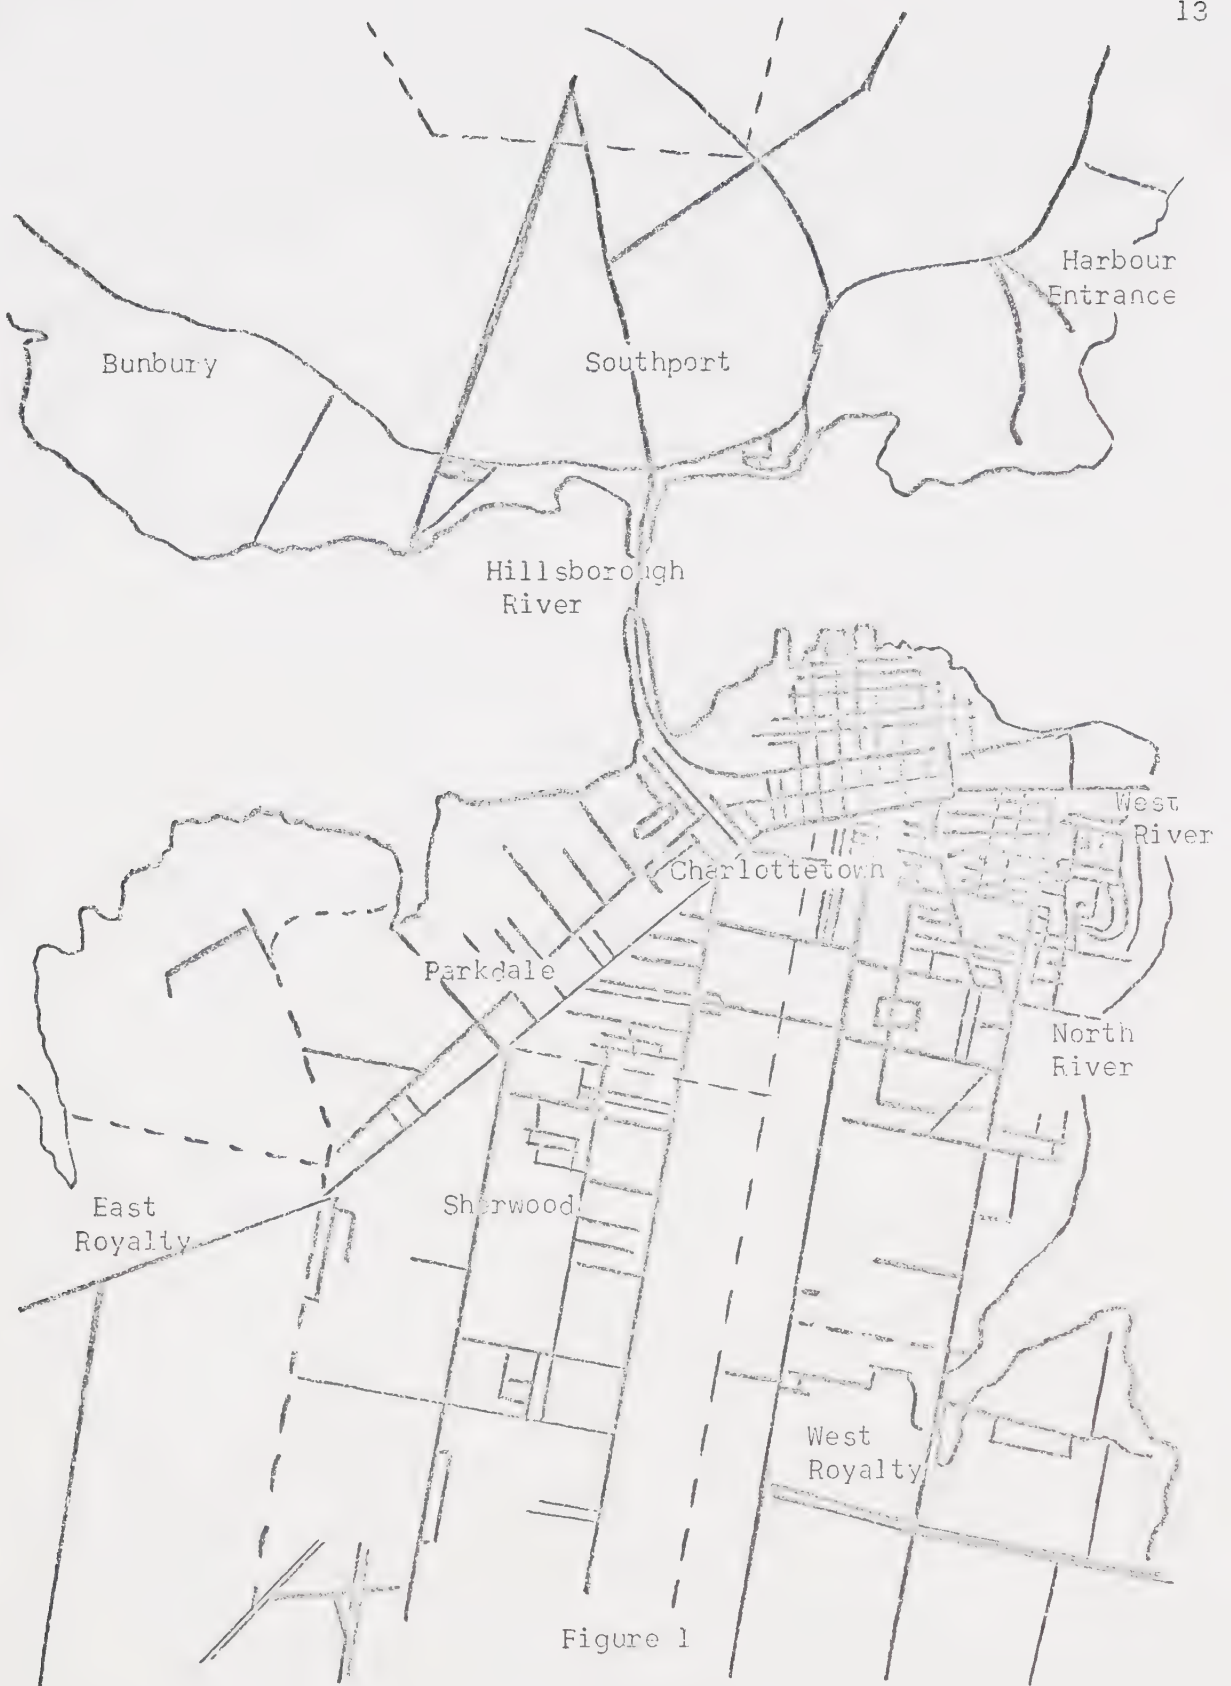 13
Harbour
Entrance
Bunbury
Southport
Hillsborough
River
West
River
Charlottetown
Parkdale
North
River
East
Royalty
Sherwood
West
Royalty
Figure 1